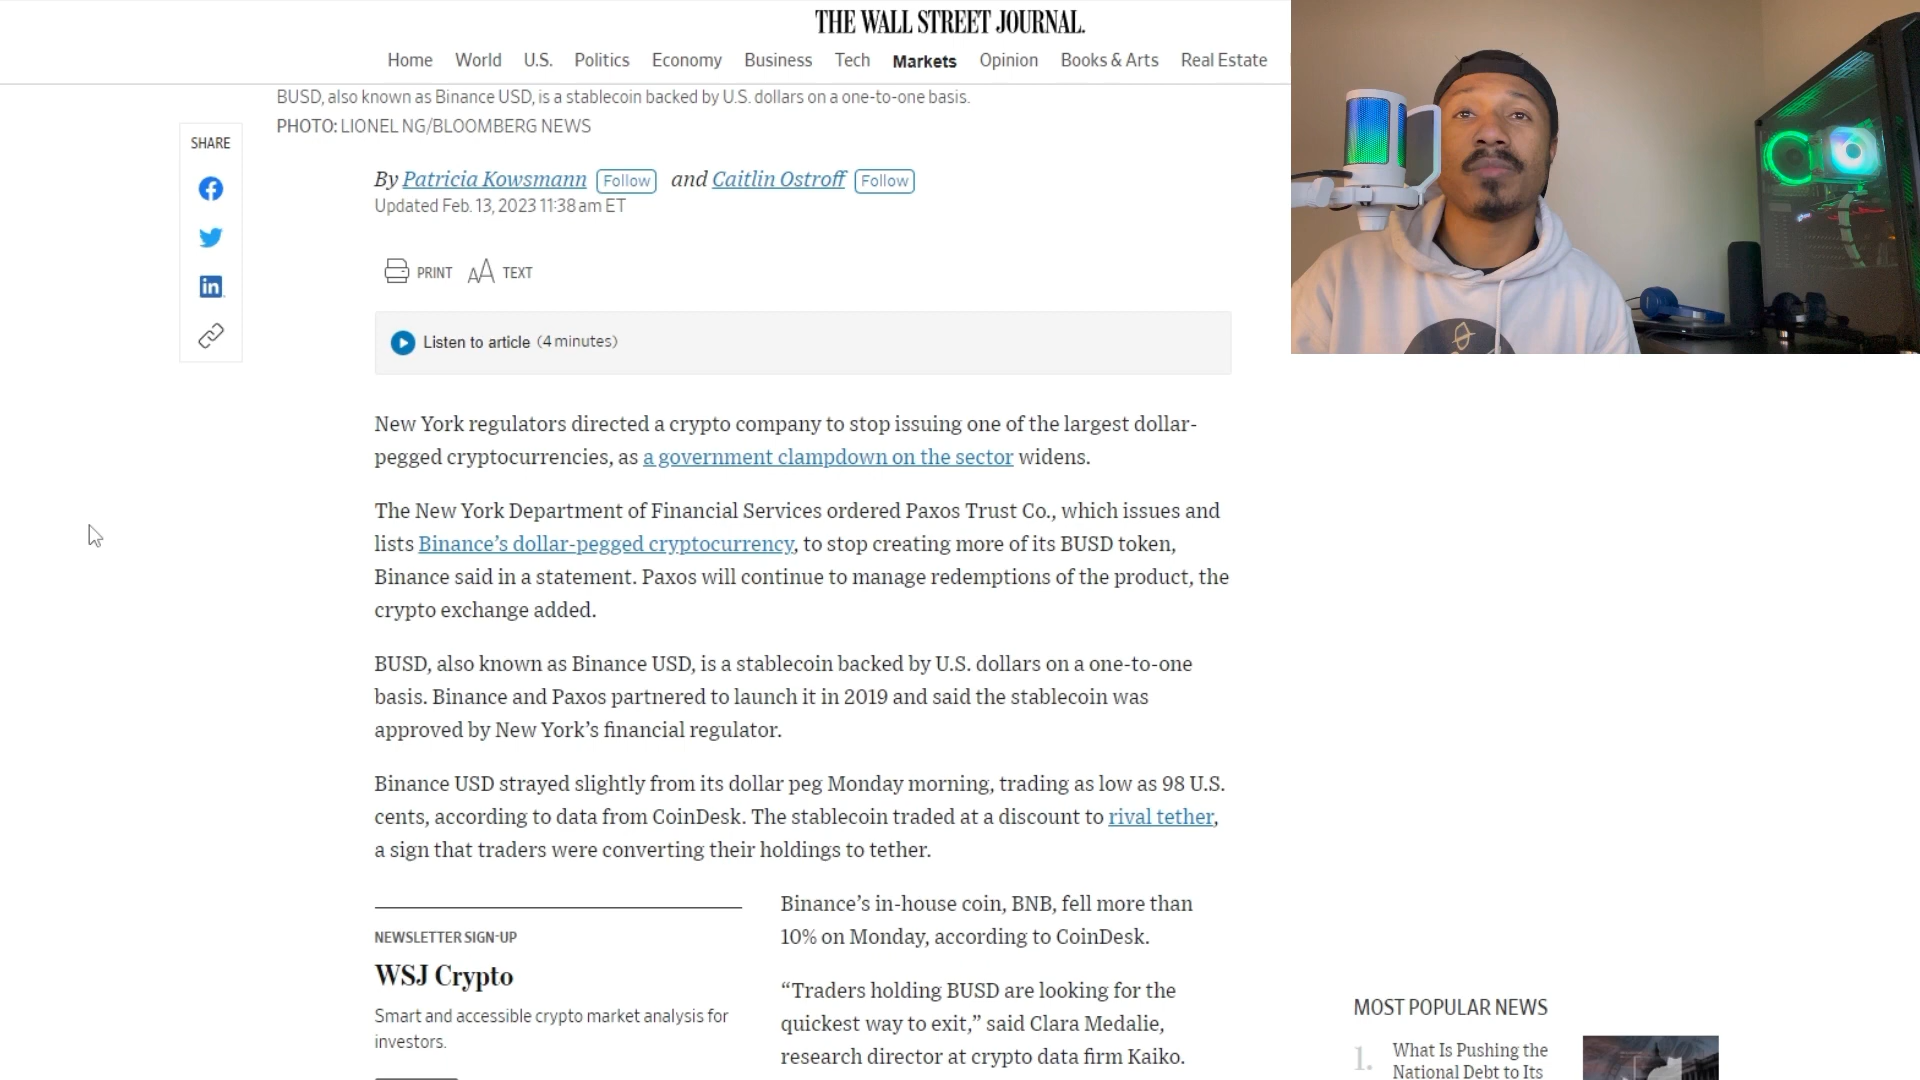 THE WALL STREET JOURNAL.
Home World U.S. Politics Economy Business Tech Markets Opinion Books & Arts Real Estate
BUSD, also known as Binance USD, is a stablecoin backed by U.S. dollars on a one-to-one basis.
PHOTO: LIONEL NG/BLOOMBERG NEWS
SHARE
By Patricia Kowsmann Follow and Caitlin Ostroff Follow
Updated Feb. 13, 2023 11:38 am ET
PRINT AA TEXT
Listen to article (4 minutes)
New York regulators directed a crypto company to stop issuing one of the largest dollar-
pegged cryptocurrencies, as a government clampdown on the sector widens.
The New York Department of Financial Services ordered Paxos Trust Co., which issues and
lists Binance’s dollar-pegged cryptocurrency, to stop creating more of its BUSD token,
Binance said in a statement. Paxos will continue to manage redemptions of the product, the
crypto exchange added.
BUSD, also known as Binance USD, is a stablecoin backed by U.S. dollars on a one-to-one
basis. Binance and Paxos partnered to launch it in 2019 and said the stablecoin was
approved by New York’s financial regulator.
Binance USD strayed slightly from its dollar peg Monday morning, trading as low as 98 U.S.
cents, according to data from CoinDesk. The stablecoin traded at a discount to rival tether,
a sign that traders were converting their holdings to tether.
NEWSLETTER SIGN-UP
WSJ Crypto
Smart and accessible crypto market analysis for
investors.
Binance’s in-house coin, BNB, fell more than
10% on Monday, according to CoinDesk.
“Traders holding BUSD are looking for the
quickest way to exit,” said Clara Medalie,
research director at crypto data firm Kaiko.
MOST POPULAR NEWS
1. What Is Pushing the
National Debt to Its